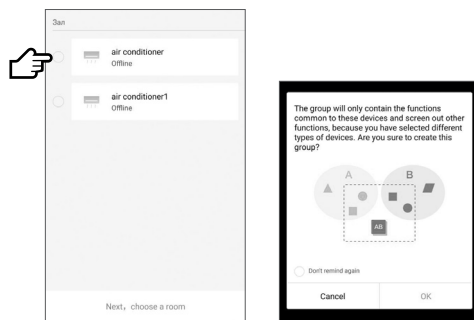 Зал
air conditioner
Offline
air conditioner1
Offline
Next, choose a room
The group will only contain the functions
common to these devices and screen out other
functions, because you have selected different
types of devices. Are you sure to create this
group?
A
B
AB
Don't remind again
Cancel
OK